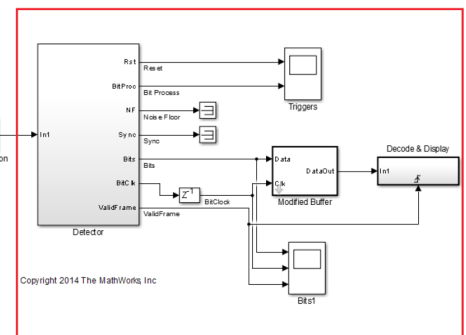 Rst
Reset
BitProc
Bit Process
NF
Noise Floor
Sync
Sync
Bits
Bits
BitClk
BitClock
ValidFrame
ValidFrame
In1
on
Detector
Z-1
Triggers
Data
DataOut
Clk
Modified Buffer
Decode & Display
In1
Bits1
Copyright 2014 The MathWorks, Inc